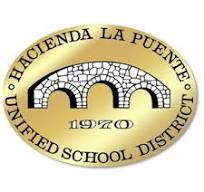 · HACIENDA LA PUENTE ·
UNIFIED SCHOOL DISTRICT
1970